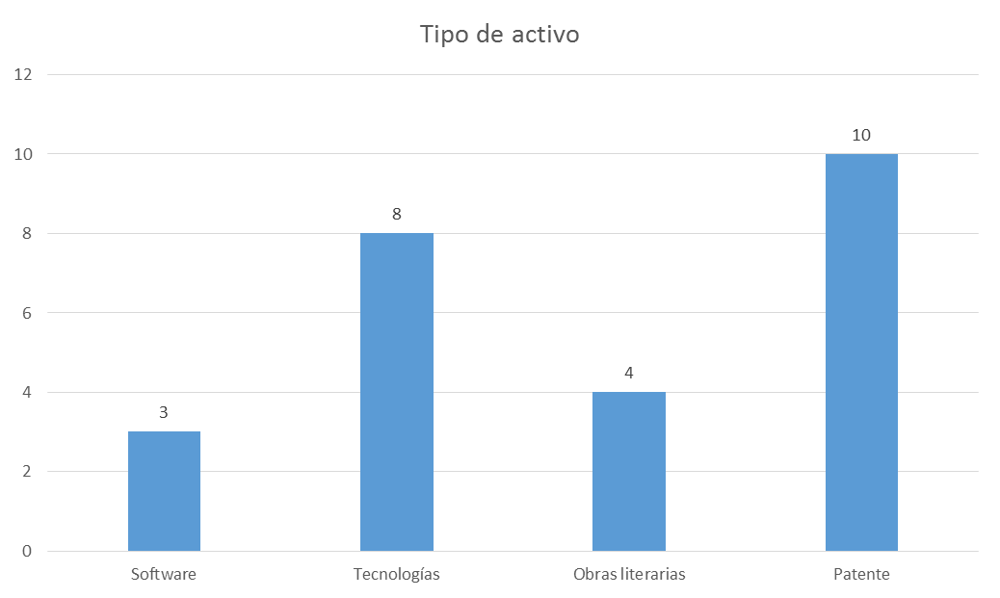 Tipo de activo
12
10
8
6
4
2
0
3
8
4
10
Software
Tecnologías
Obras literarias
Patente